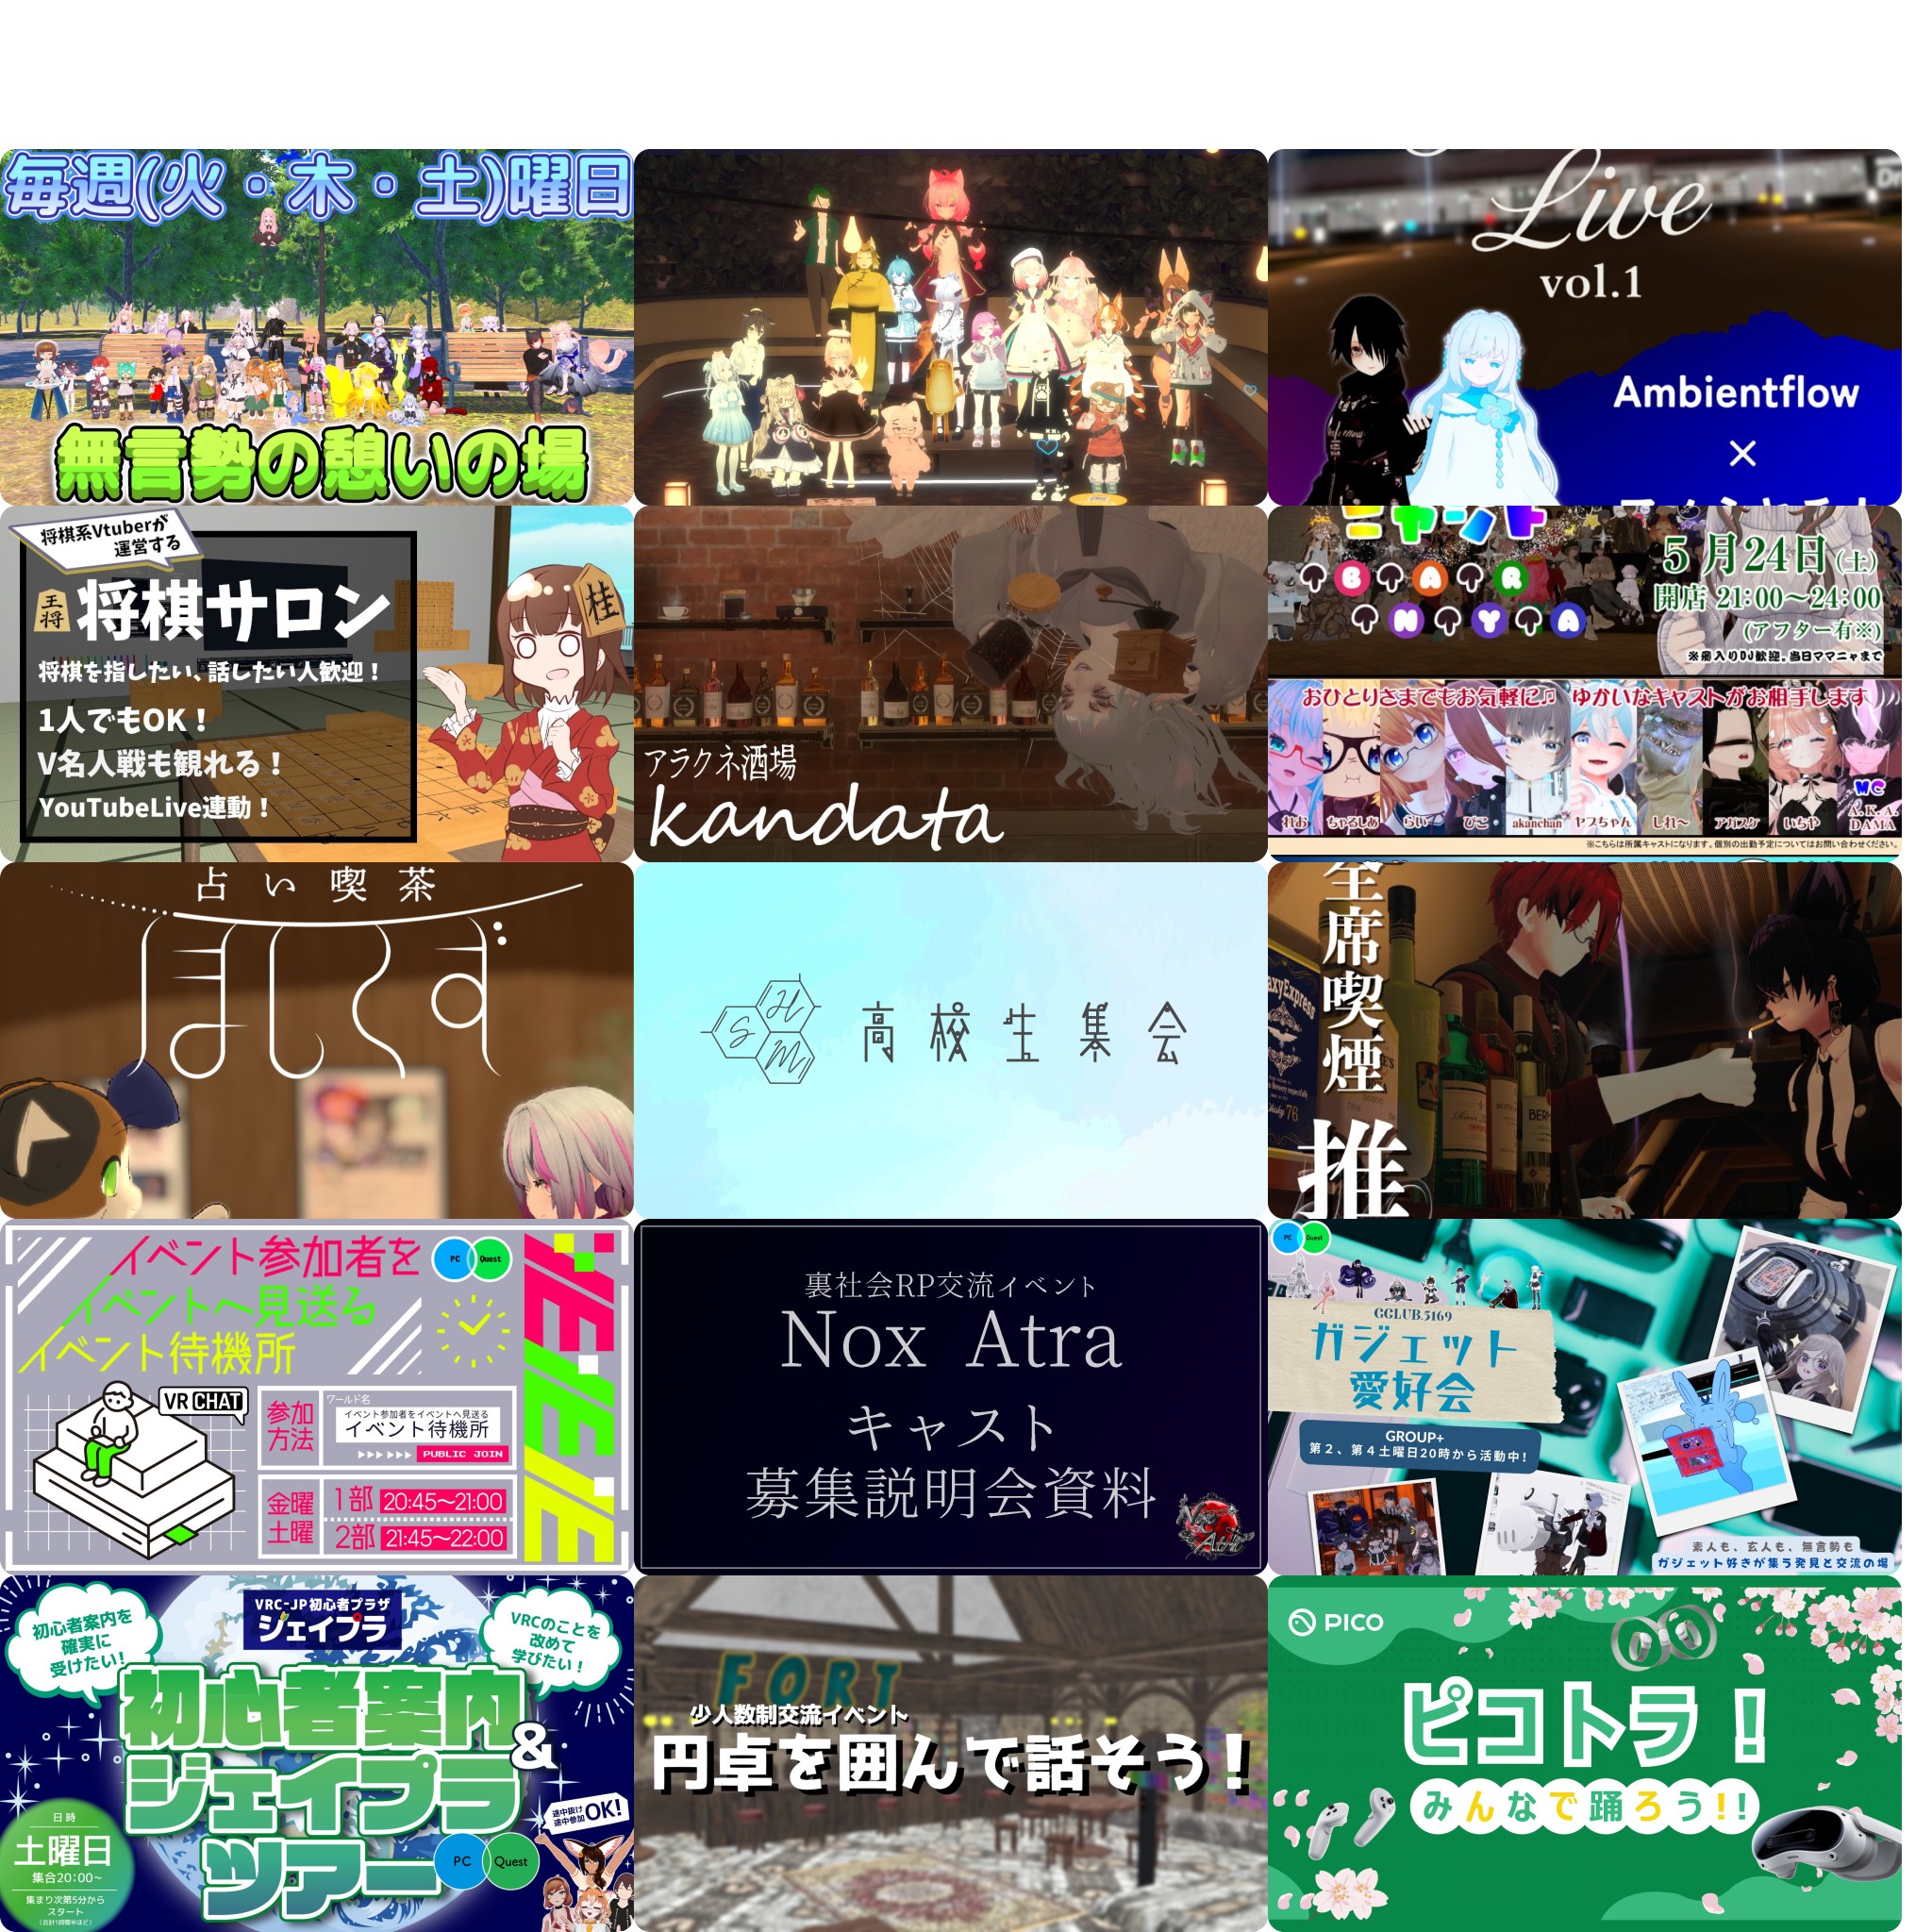 毎週(火・木・土)曜日
無言勢の憩いの場
Live
vol.1
Ambientflow
×
将棋系Vtuberが
運営する
王将
将棋サロン
将棋を指したい、話したい人歓迎！
1人でもOK！
V名人戦も観れる！
YouTubeLive連動！
桂
アラクネ酒場
kandata
BAR
NYA
5月24日(土)
開店 21:00～24:00
(アフター有※)
※飛入りDJ歓迎。当日ママニャまで
おひとりさまでもお気軽に♫ ゆかいなキャストがお相手します
れお ちゃるしあ らい ぴこ akanchan ヤブちゃん しれ～ アガスケ いちや
MC
A.K.A.
DAMA
※こちらは所属キャストになります。個別の出勤予定についてはお問い合わせください。
占い喫茶
ほしくず
SHM
高校生集会
全席喫煙
推
イベント参加者を
イベントへ見送る
イベント待機所
PC Quest
VRCHAT
参加方法
ワールド名
イベント参加者をイベントへ見送る
イベント待機所
PUBLIC JOIN
金曜
土曜
1部 20:45～21:00
2部 21:45～22:00
裏社会RP交流イベント
Nox Atra
キャスト
募集説明会資料
PC Quest
GCLUB.5169
ガジェット
愛好会
GROUP+
第２、第４土曜日20時から活動中!
素人も、玄人も、無言勢も
ガジェット好きが集う発見と交流の場
初心者案内を
確実に
受けたい!
VRC-JP初心者プラザ
ジェイプラ
VRCのことを
改めて
学びたい！
初心者案内
&
ジェイプラ
ツアー
途中抜け
途中参加OK!
PC Quest
日時
土曜日
集合20:00~
集まり次第5分から
スタート
(合計1時間半ほど)
FORT
少人数制交流イベント
円卓を囲んで話そう！
PICO
ピコトラ！
みんなで踊ろう!!